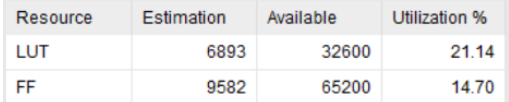 Resource Estimation Available Utilization %
LUT 6893 32600 21.14
FF 9582 65200 14.70